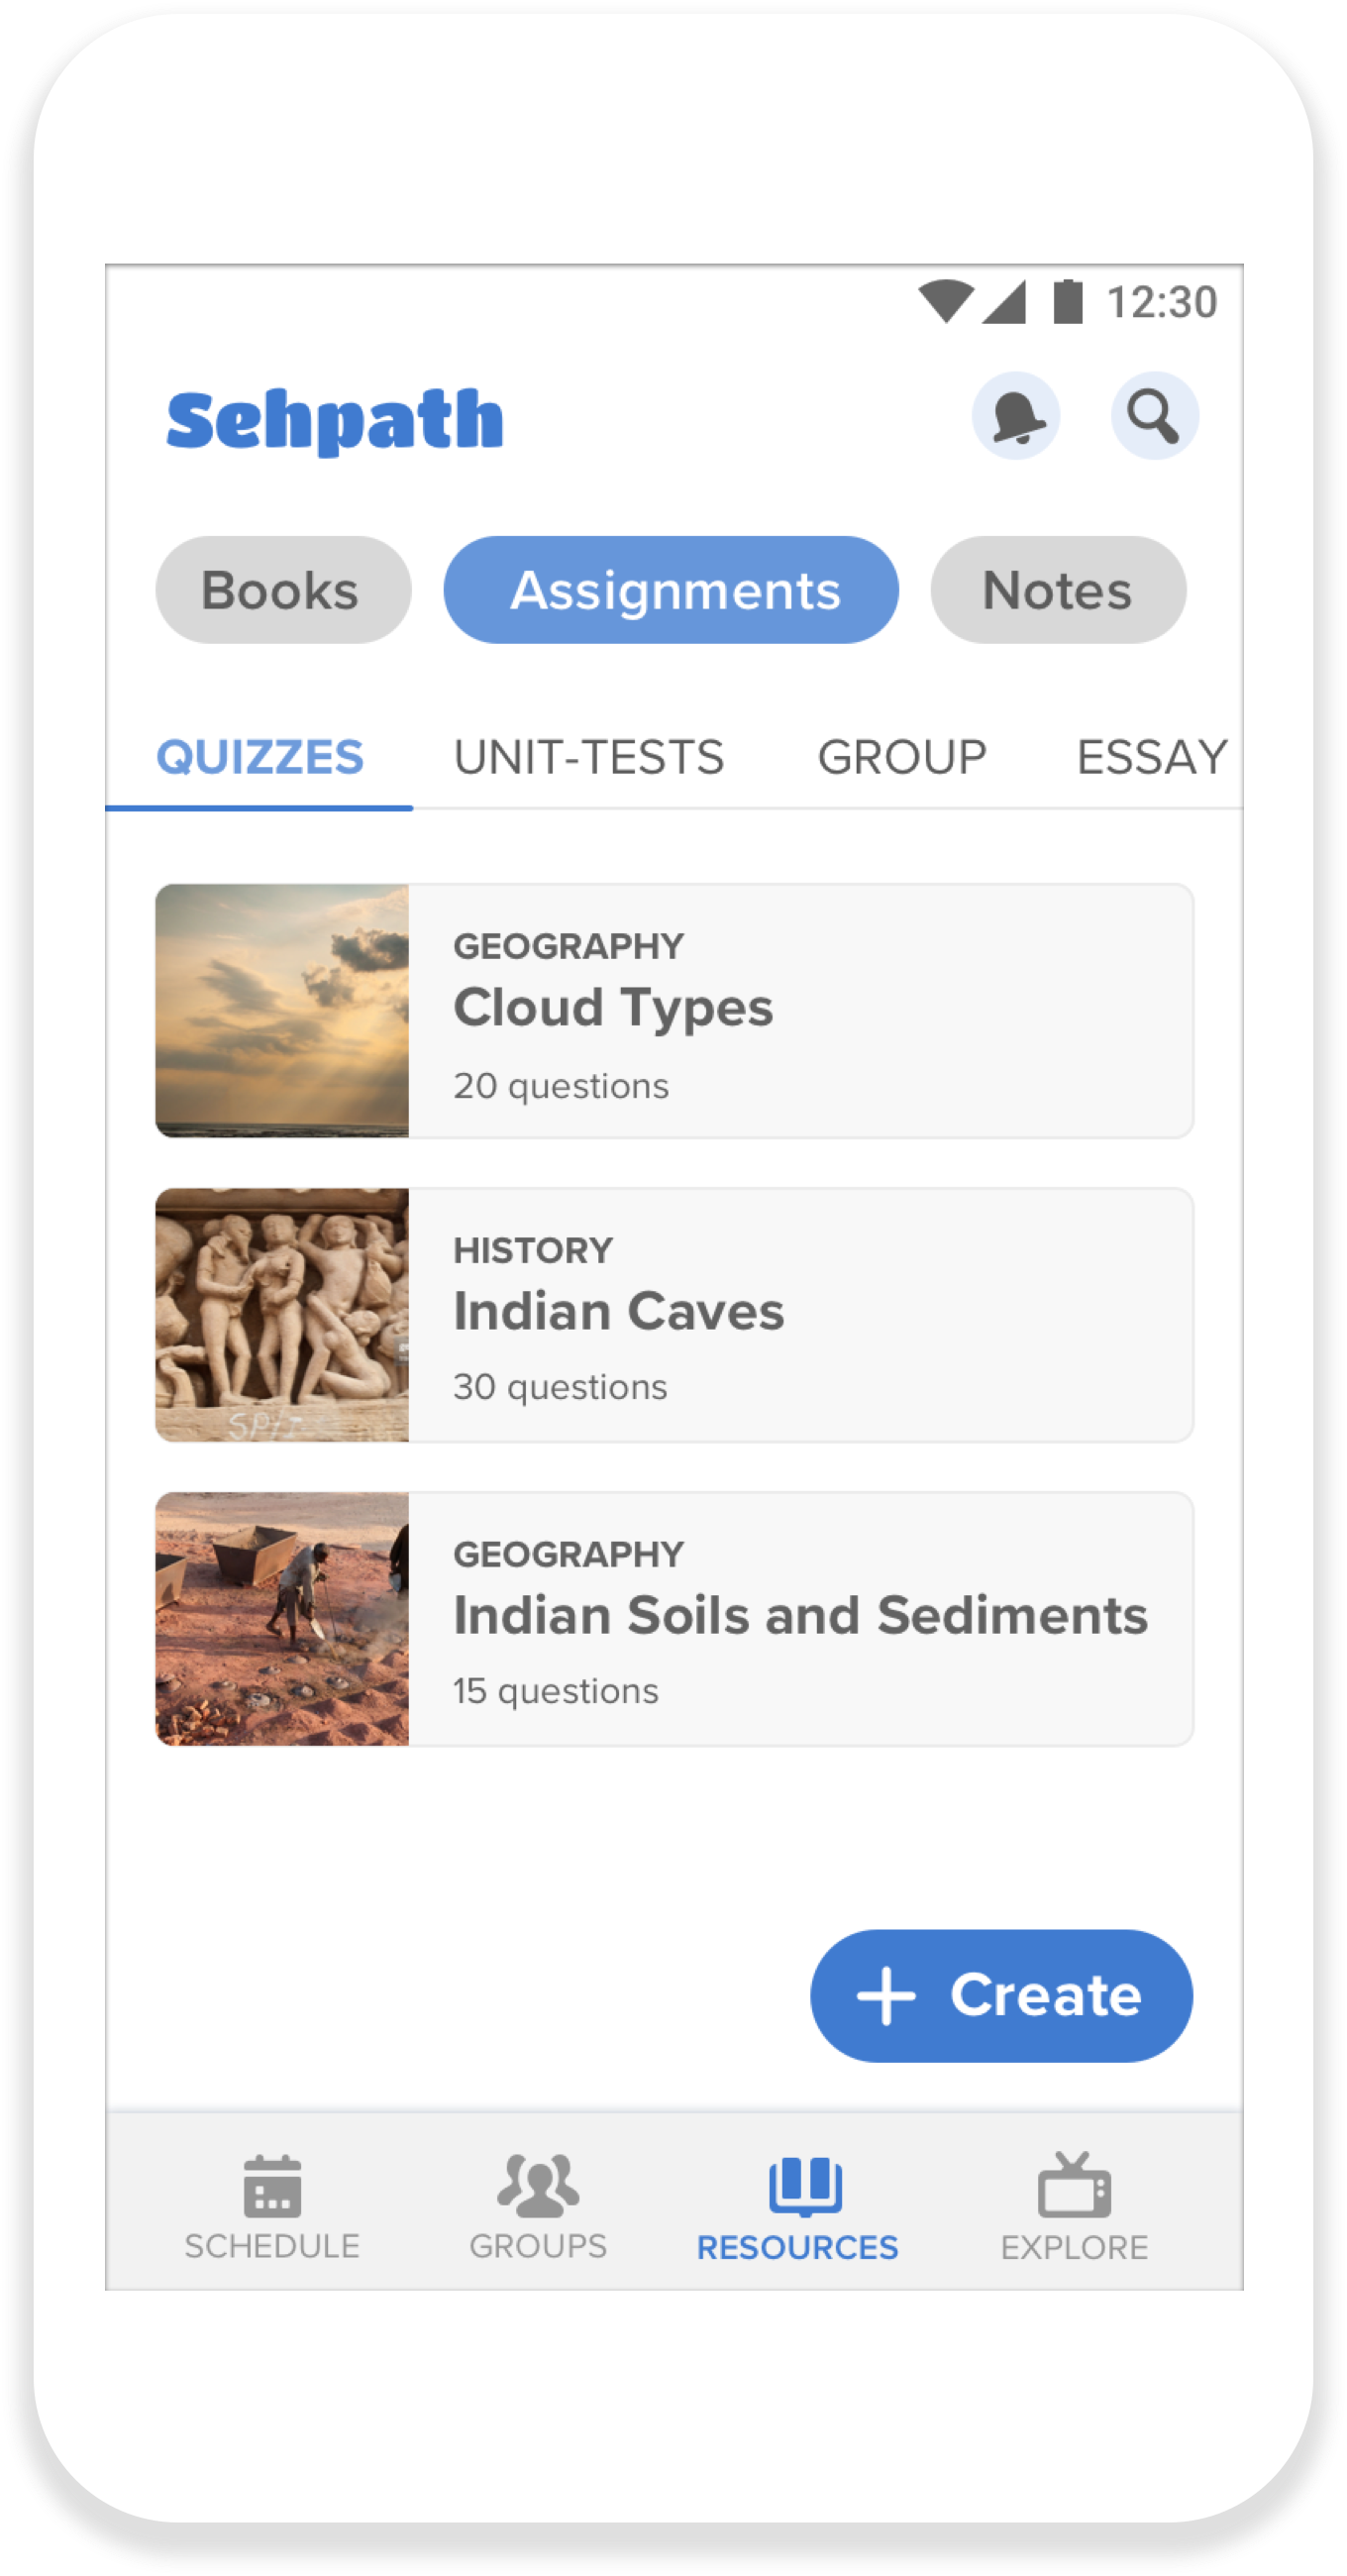 12:30
Sehpath
Books
Assignments
Notes
QUIZZES
UNIT-TESTS
GROUP
ESSAY
GEOGRAPHY
Cloud Types
20 questions
HISTORY
Indian Caves
30 questions
GEOGRAPHY
Indian Soils and Sediments
15 questions
+ Create
SCHEDULE
GROUPS
RESOURCES
EXPLORE